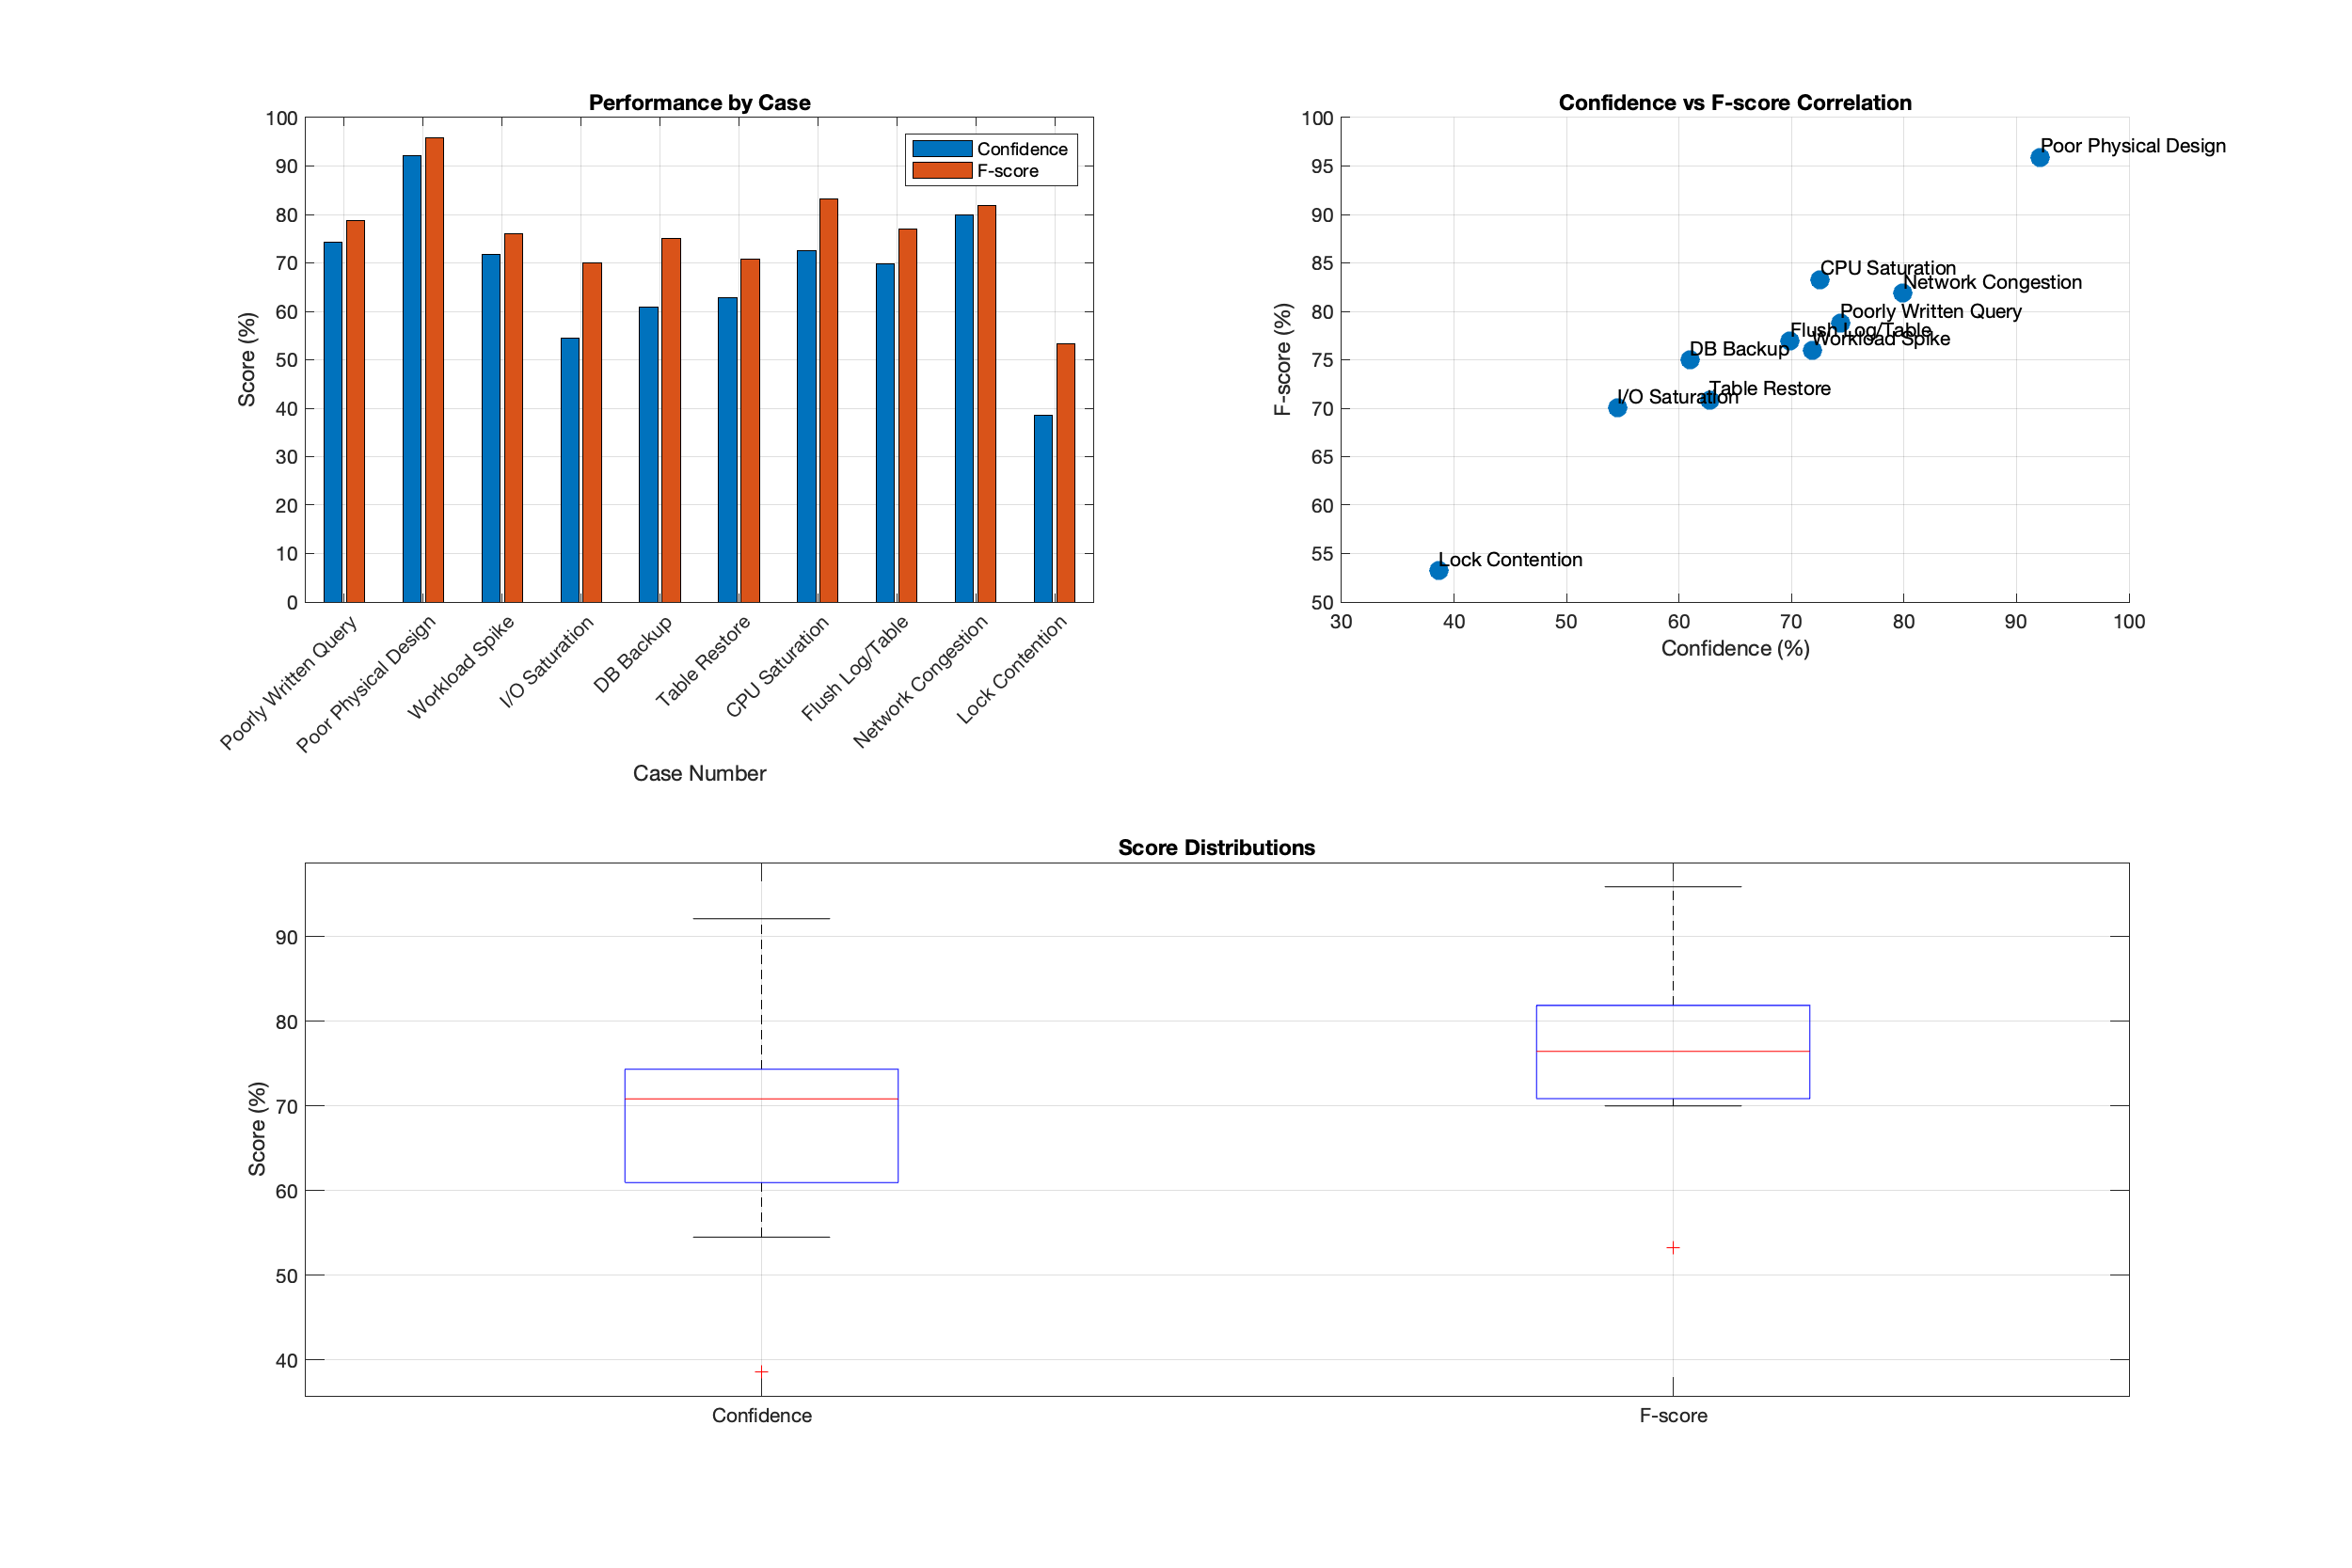 Performance by Case
100
90
80
70
60
50
40
30
20
10
0
Score (%)
Confidence
F-score
Poorly Written Query
Poor Physical Design
Workload Spike
I/O Saturation
DB Backup
Table Restore
CPU Saturation
Flush Log/Table
Network Congestion
Lock Contention
Case Number
Confidence vs F-score Correlation
100
95
90
85
80
75
70
65
60
55
50
F-score (%)
Poor Physical Design
CPU Saturation
Network Congestion
Poorly Written Query
Flush Log/Table
Workload Spike
DB Backup
Table Restore
I/O Saturation
Lock Contention
30 40 50 60 70 80 90 100
Confidence (%)
Score Distributions
90
80
70
60
50
40
Score (%)
Confidence
F-score